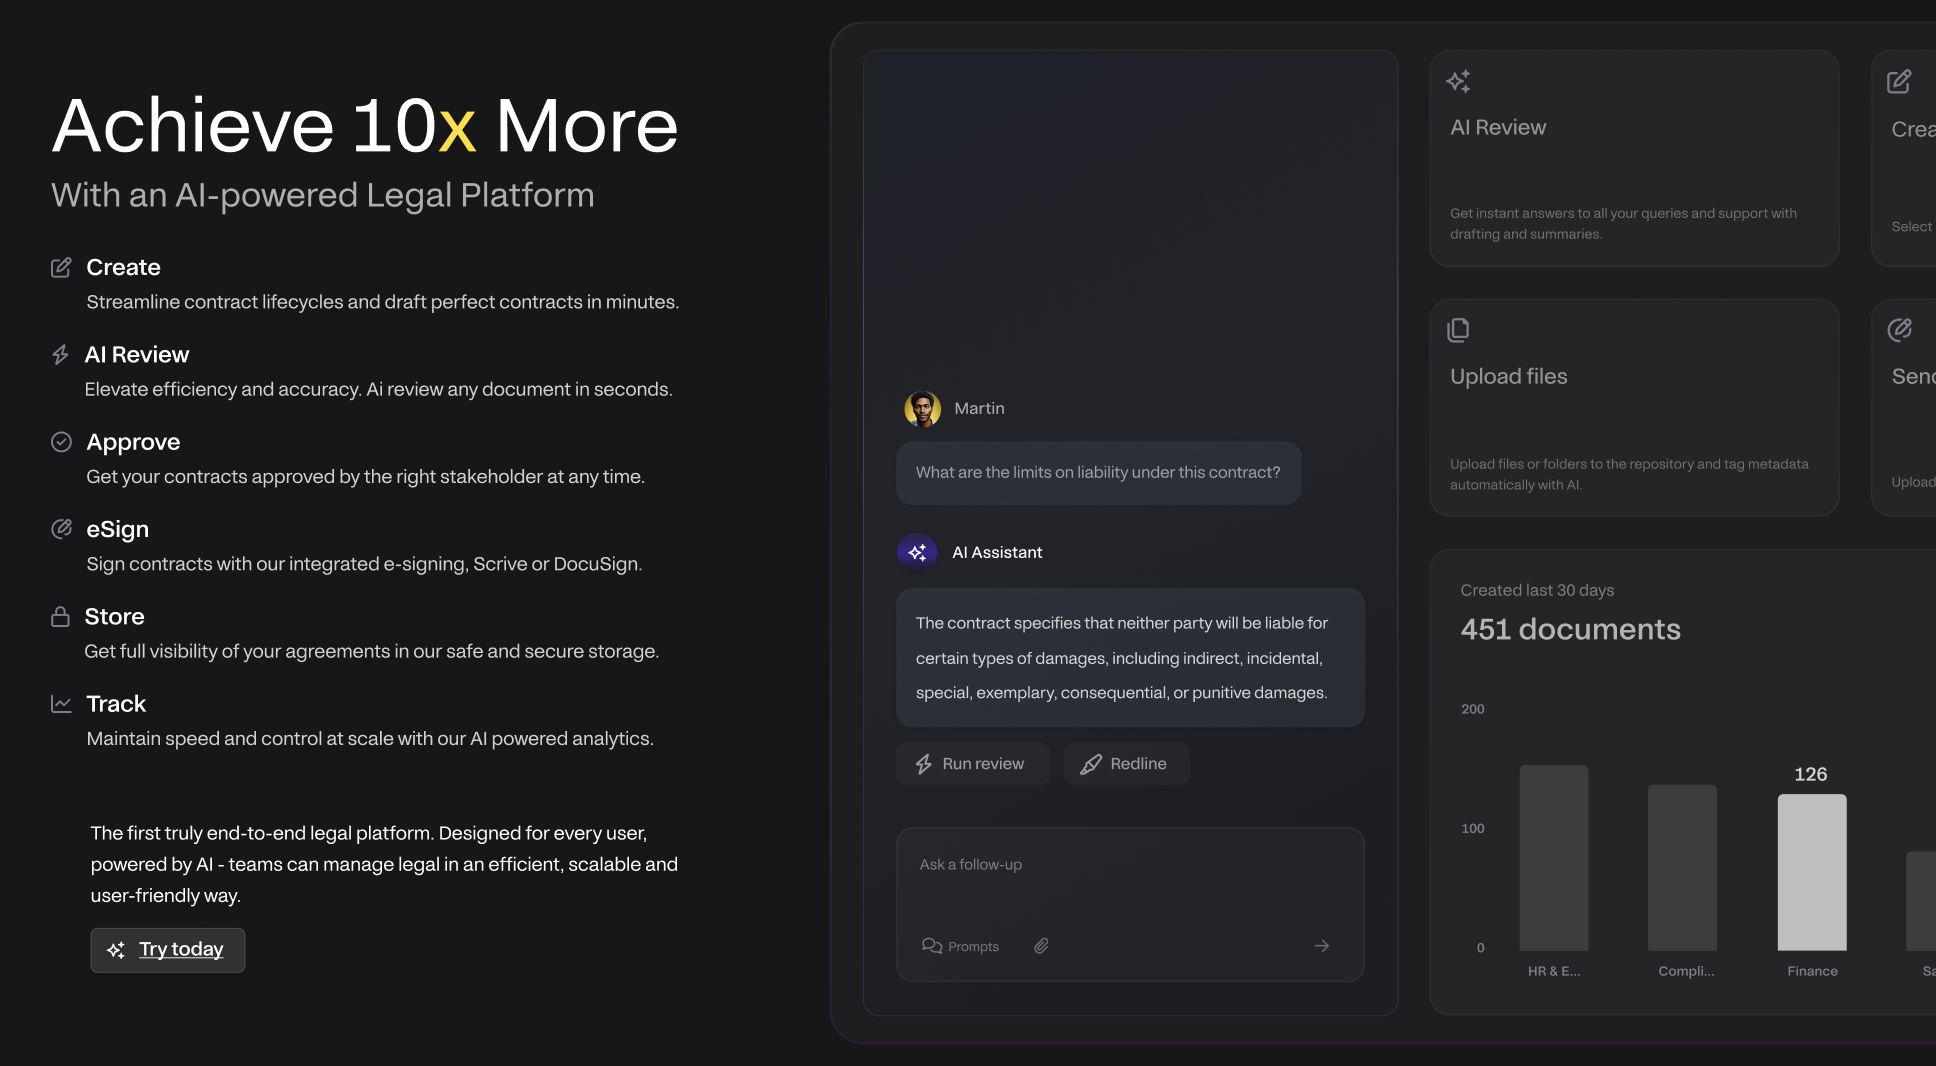 Achieve 10x More
With an AI-powered Legal Platform
Create
Streamline contract lifecycles and draft perfect contracts in minutes.
AI Review
Elevate efficiency and accuracy. Ai review any document in seconds.
Approve
Get your contracts approved by the right stakeholder at any time.
eSign
Sign contracts with our integrated e-signing, Scrive or DocuSign.
Store
Get full visibility of your agreements in our safe and secure storage.
Track
Maintain speed and control at scale with our AI powered analytics.
The first truly end-to-end legal platform. Designed for every user,
powered by AI - teams can manage legal in an efficient, scalable and
user-friendly way.
Try today
Martin
What are the limits on liability under this contract?
AI Assistant
The contract specifies that neither party will be liable for
certain types of damages, including indirect, incidental,
special, exemplary, consequential, or punitive damages.
Run review
Redline
Ask a follow-up
Prompts
AI Review
Get instant answers to all your queries and support with
drafting and summaries.
Crea
Select
Upload files
Upload files or folders to the repository and tag metadata
automatically with AI.
Send
Upload
Created last 30 days
451 documents
200
100
0
126
HR & E...
Compli...
Finance
Sa